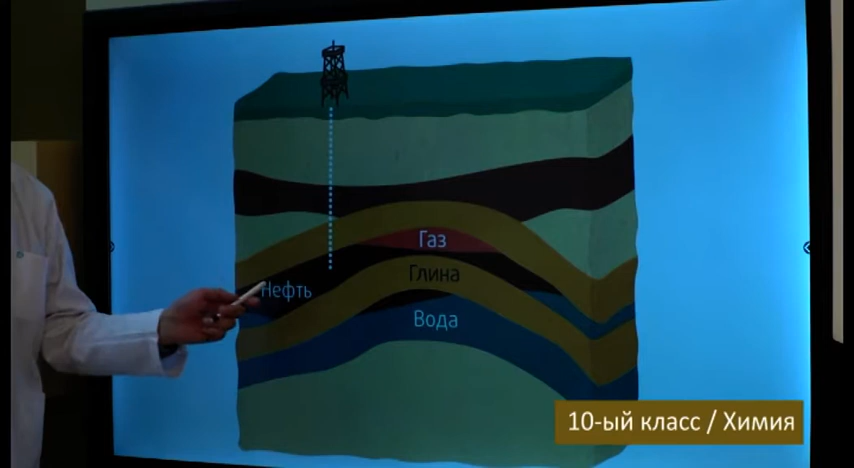 Газ
Глина
Нефть
Вода
10-ый класс / Химия